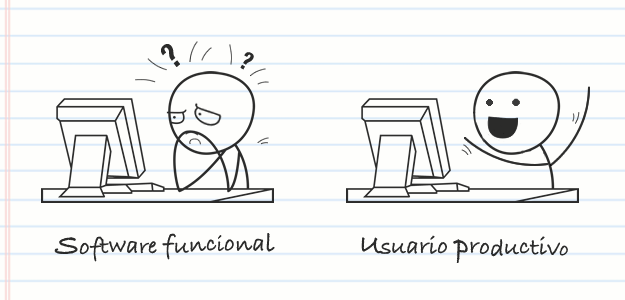 ? ?
Software funcional
Usuario productivo